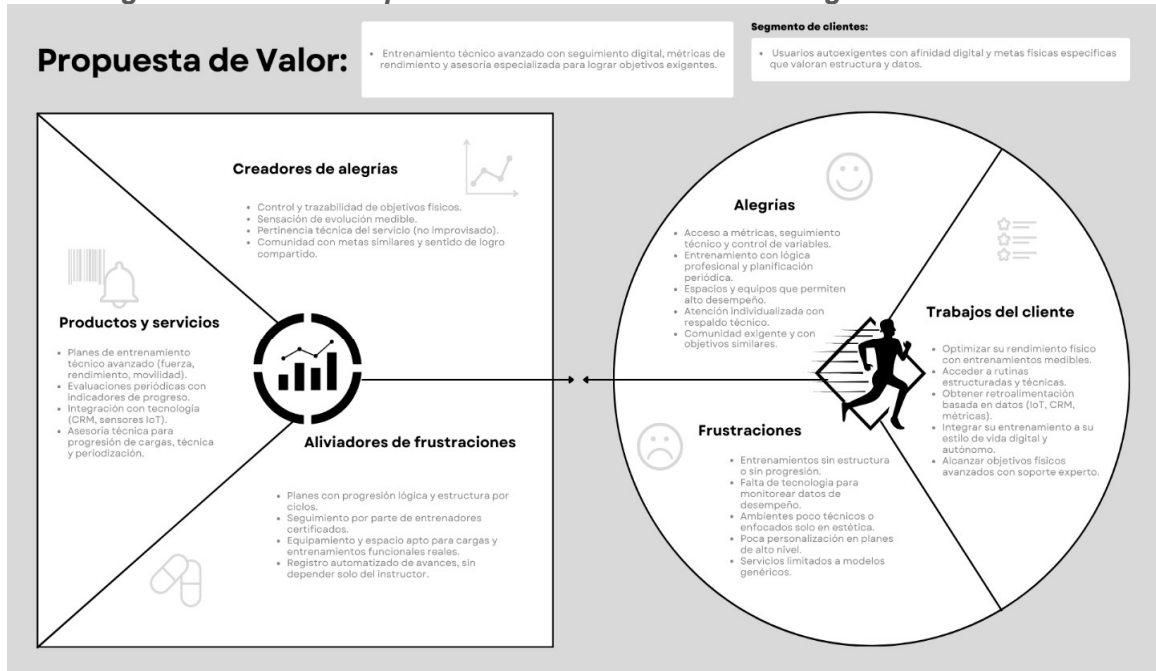 Propuesta de Valor:
• Entrenamiento técnico avanzado con seguimiento digital, métricas de
rendimiento y asesoría especializada para lograr objetivos exigentes.
Segmento de clientes:
• Usuarios autoexigentes con afinidad digital y metas físicas específicas
que valoran estructura y datos.
Creadores de alegrías
• Control y trazabilidad de objetivos físicos.
• Sensación de evolución medible.
• Pertinencia técnica del servicio (no improvisado).
• Comunidad con metas similares y sentido de logro
compartido.
Productos y servicios
• Planes de entrenamiento
técnico avanzado (fuerza,
rendimiento, movilidad).
• Evaluaciones periódicas con
indicadores de progreso.
• Integración con tecnología
(CRM, sensores IoT).
• Asesoría técnica para
progresión de cargas, técnica
y periodización.
Aliviadores de frustraciones
• Planes con progresión lógica y estructura por
ciclos.
• Seguimiento por parte de entrenadores
certificados.
• Equipamiento y espacio apto para cargas y
entrenamientos funcionales reales.
• Registro automatizado de avances, sin
depender solo del instructor.
Alegrías
• Acceso a métricas, seguimiento
técnico y control de variables.
• Entrenamiento con lógica
profesional y planificación
periódica.
• Espacios y equipos que permiten
alto desempeño.
• Atención individualizada con
respaldo técnico.
• Comunidad exigente y con
objetivos similares.
Trabajos del cliente
• Optimizar su rendimiento físico
con entrenamientos medibles.
• Acceder a rutinas
estructuradas y técnicas.
• Obtener retroalimentación
basada en datos (IoT, CRM,
métricas).
• Integrar su entrenamiento a su
estilo de vida digital y
autónomo.
• Alcanzar objetivos físicos
avanzados con soporte experto.
Frustraciones
• Entrenamientos sin estructura
o sin progresión.
• Falta de tecnología para
monitorear datos de
desempeño.
• Ambientes poco técnicos o
enfocados solo en estética.
• Poca personalización en planes
de alto nivel.
• Servicios limitados a modelos
genéricos.